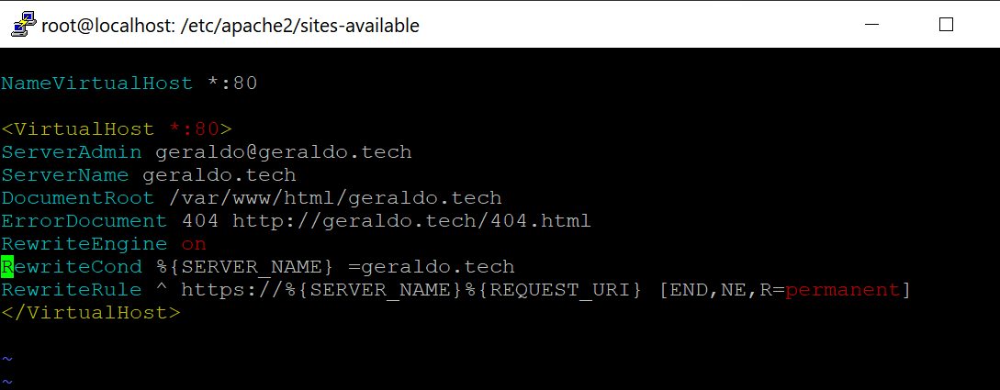 root@localhost: /etc/apache2/sites-available
NameVirtualHost *:80
<VirtualHost *:80>
ServerAdmin geraldo@geraldo.tech
ServerName geraldo.tech
DocumentRoot /var/www/html/geraldo.tech
ErrorDocument 404 http://geraldo.tech/404.html
RewriteEngine on
RewriteCond %{SERVER_NAME} =geraldo.tech
RewriteRule ^ https://%{SERVER_NAME}%{REQUEST_URI} [END,NE,R=permanent]
</VirtualHost>
~
~